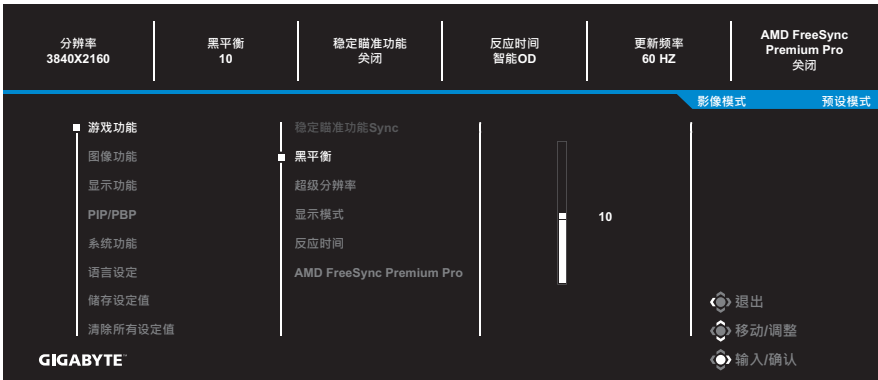 分辨率
3840X2160
黑平衡
10
稳定瞄准功能
关闭
反应时间
智能OD
更新频率
60 HZ
AMD FreeSync
Premium Pro
关闭
影像模式
预设模式
游戏功能
图像功能
显示功能
PIP/PBP
系统功能
语言设定
储存设定值
清除所有设定值
稳定瞄准功能Sync
黑平衡
超级分辨率
显示模式
反应时间
AMD FreeSync Premium Pro
10
退出
移动/调整
输入/确认
GIGABYTE™